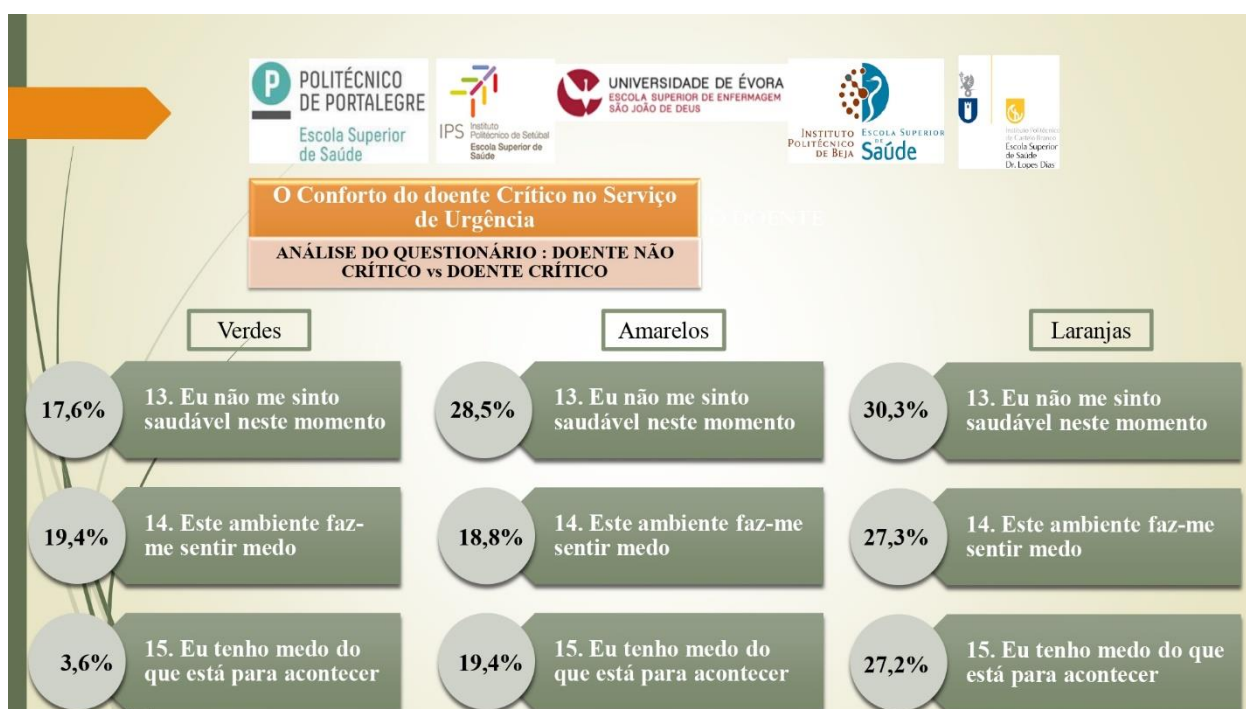 POLITÉCNICO
DE PORTALEGRE
Escola Superior
de Saúde
IPS Instituto
Politécnico de Setúbal
Escola Superior de
Saúde
UNIVERSIDADE DE ÉVORA
ESCOLA SUPERIOR DE ENFERMAGEM
SÃO JOÃO DE DEUS
INSTITUTO
POLITÉCNICO
DE BEJA
ESCOLA SUPERIOR
DE
Saúde
Instituto Politécnico
de Castelo Branco
Escola Superior
de Saúde
Dr. Lopes Dias
O Conforto do doente Crítico no Serviço
de Urgência
DOENTE
ANÁLISE DO QUESTIONÁRIO : DOENTE NÃO
CRÍTICO vs DOENTE CRÍTICO
Verdes
17,6%
13. Eu não me sinto
saudável neste momento
19,4%
14. Este ambiente faz-
me sentir medo
3,6%
15. Eu tenho medo do
que está para acontecer
Amarelos
28,5%
13. Eu não me sinto
saudável neste momento
18,8%
14. Este ambiente faz-me
sentir medo
19,4%
15. Eu tenho medo do
que está para acontecer
Laranjas
30,3%
13. Eu não me sinto
saudável neste momento
27,3%
14. Este ambiente faz-me
sentir medo
27,2%
15. Eu tenho medo do que
está para acontecer